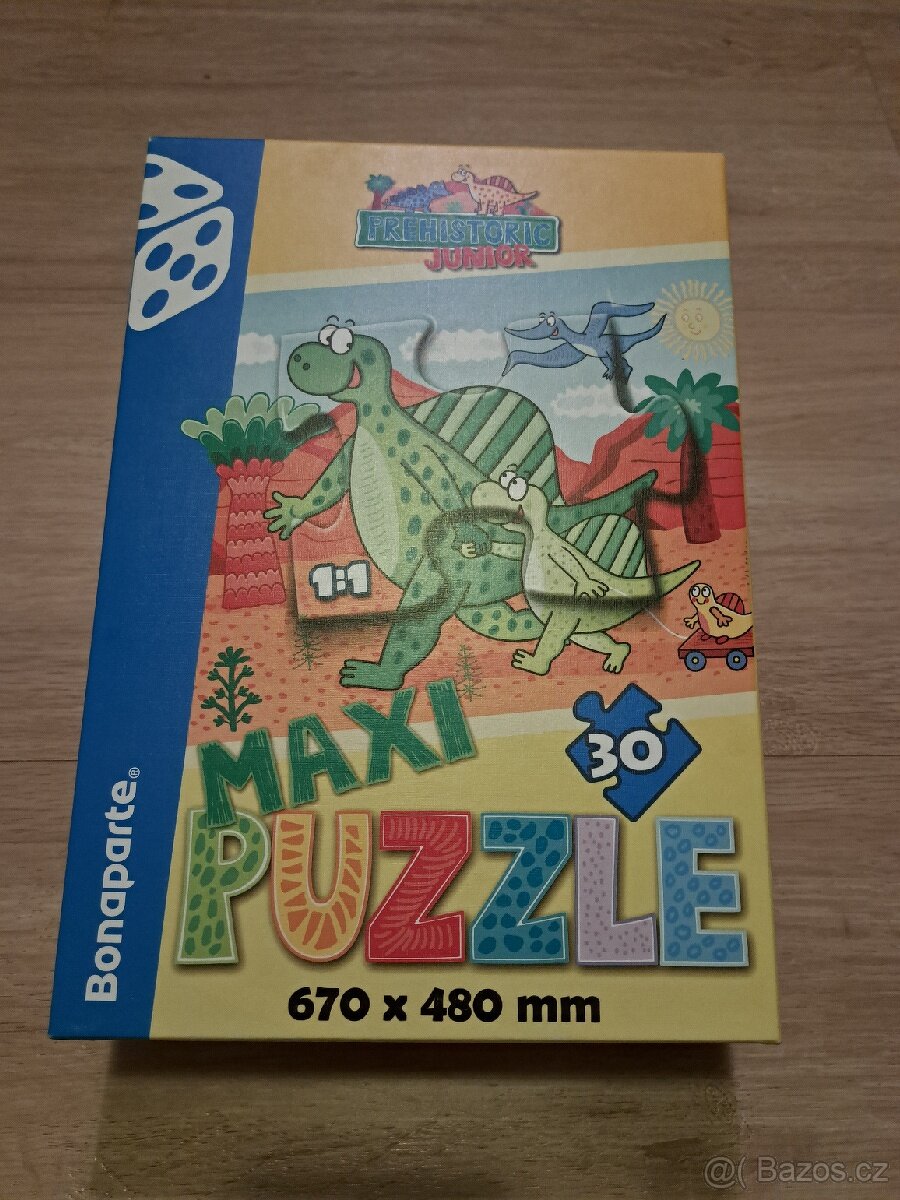 PREHISTORIC
JUNIOR
1:1
MAXI
30
PUZZLE
670 x 480 mm
Bonaparte®
@( Bazos.cz